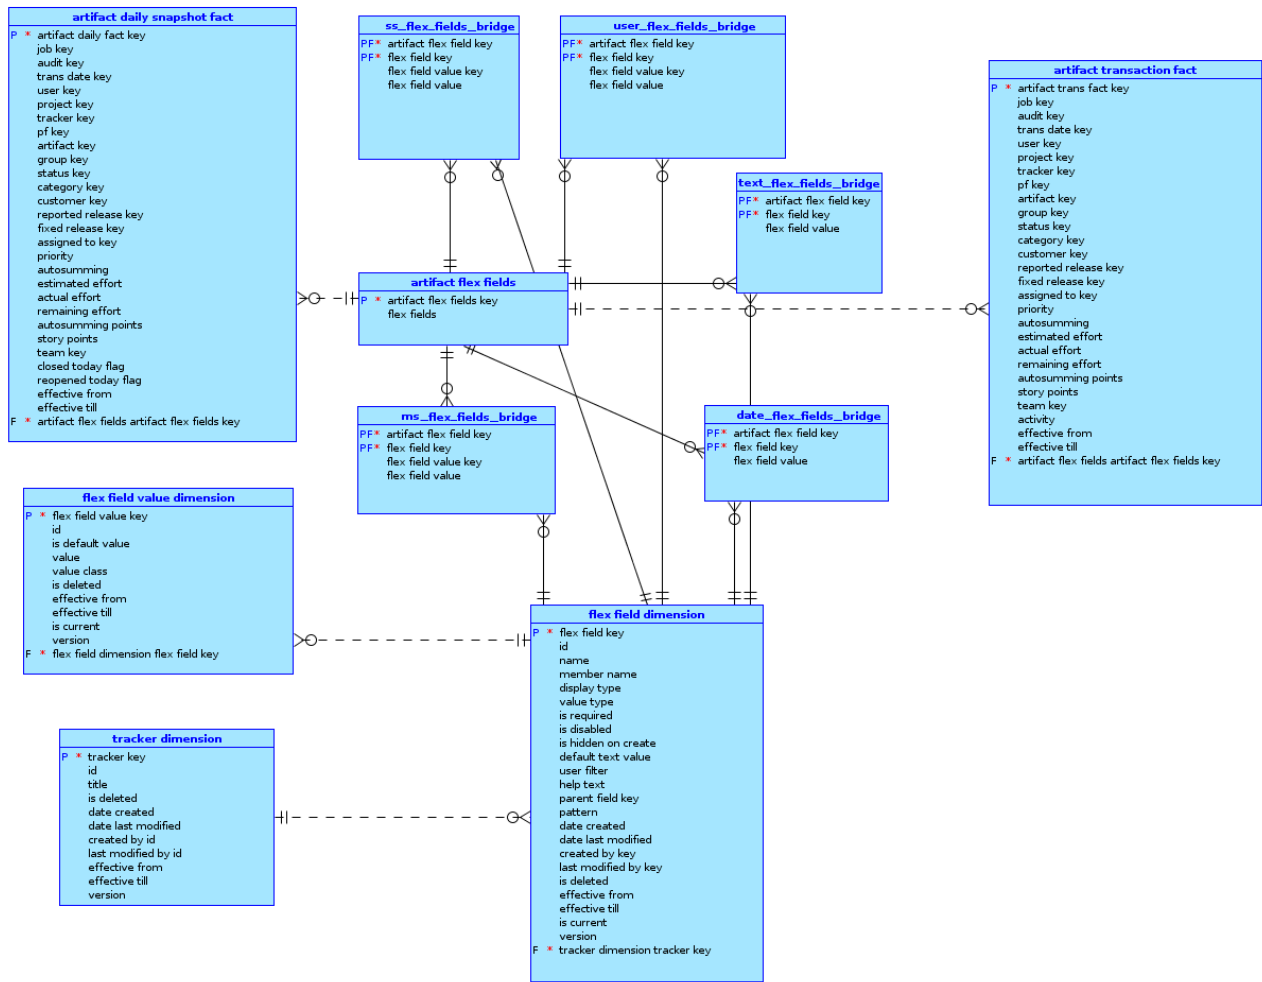 artifact daily snapshot fact
P * artifact daily fact key
job key
audit key
trans date key
user key
project key
tracker key
pf key
artifact key
group key
status key
category key
customer key
reported release key
fixed release key
assigned to key
priority
autosumming
estimated effort
actual effort
remaining effort
autosumming points
story points
team key
closed today flag
reopened today flag
effective from
effective till
F * artifact flex fields artifact flex fields key
ss_flex_fields_bridge
PF* artifact flex field key
PF* flex field key
flex field value key
flex field value
user_flex_fields_bridge
PF* artifact flex field key
PF* flex field key
flex field value key
flex field value
artifact transaction fact
P * artifact trans fact key
job key
audit key
trans date key
user key
project key
tracker key
pf key
artifact key
group key
status key
category key
customer key
reported release key
fixed release key
assigned to key
priority
autosumming
estimated effort
actual effort
remaining effort
autosumming points
story points
team key
activity
effective from
effective till
F * artifact flex fields artifact flex fields key
text_flex_fields_bridge
PF* artifact flex field key
PF* flex field key
flex field value
artifact flex fields
P * artifact flex fields key
flex fields
ms_flex_fields_bridge
PF* artifact flex field key
PF* flex field key
flex field value key
flex field value
date_flex_fields_bridge
PF* artifact flex field key
PF* flex field key
flex field value
flex field value dimension
P * flex field value key
id
is default value
value
value class
is deleted
effective from
effective till
is current
version
F * flex field dimension flex field key
flex field dimension
P * flex field key
id
name
member name
display type
value type
is required
is disabled
is hidden on create
default text value
user filter
help text
parent field key
pattern
date created
date last modified
created by key
last modified by key
is deleted
effective from
effective till
is current
version
F * tracker dimension tracker key
tracker dimension
P * tracker key
id
title
is deleted
date created
date last modified
created by id
last modified by id
effective from
effective till
version